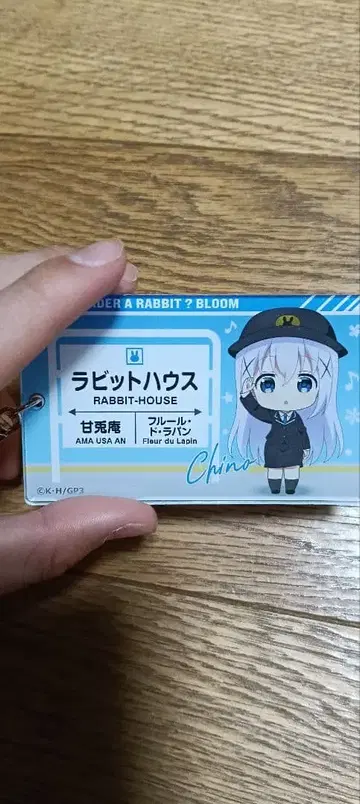 A RABBIT ? BLOOM
ラビットハウス
RABBIT-HOUSE
甘兎庵
AMA USA AN
フルール・
ド・ラパン
Fleur du Lapin
Chino
©K・H/GP3